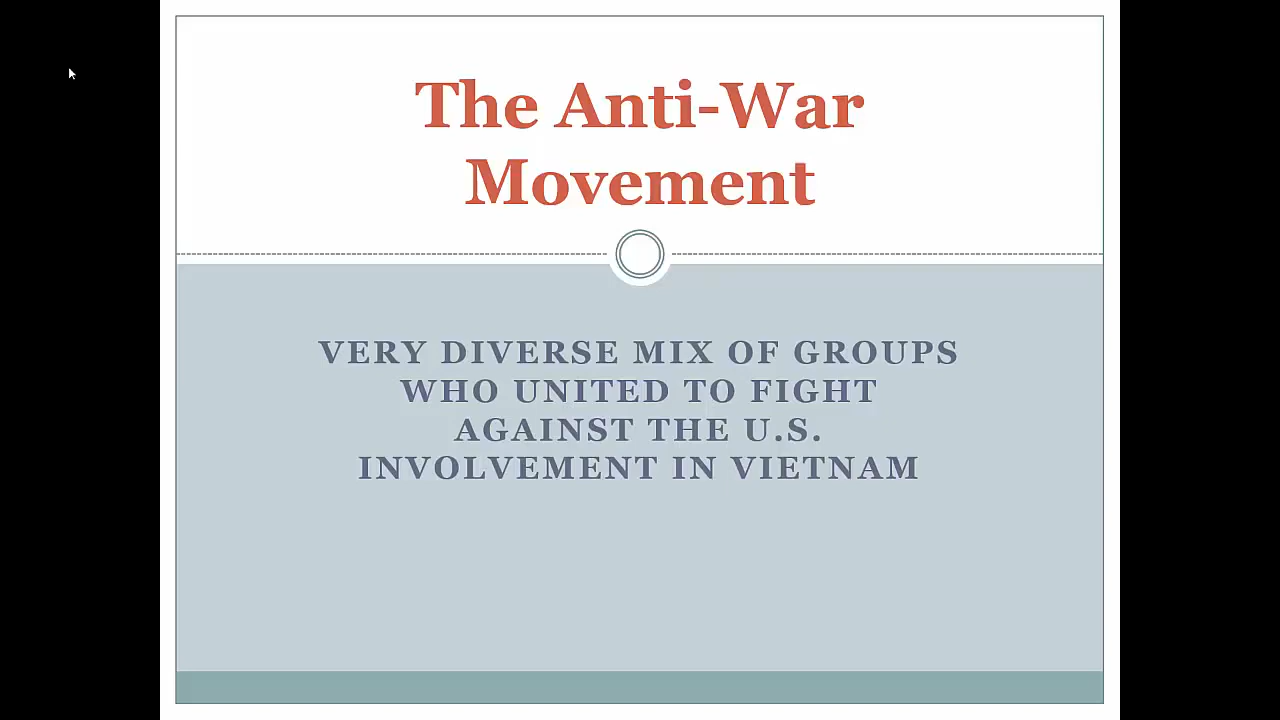 The Anti-War
Movement
VERY DIVERSE MIX OF GROUPS
WHO UNITED TO FIGHT
AGAINST THE U.S.
INVOLVEMENT IN VIETNAM